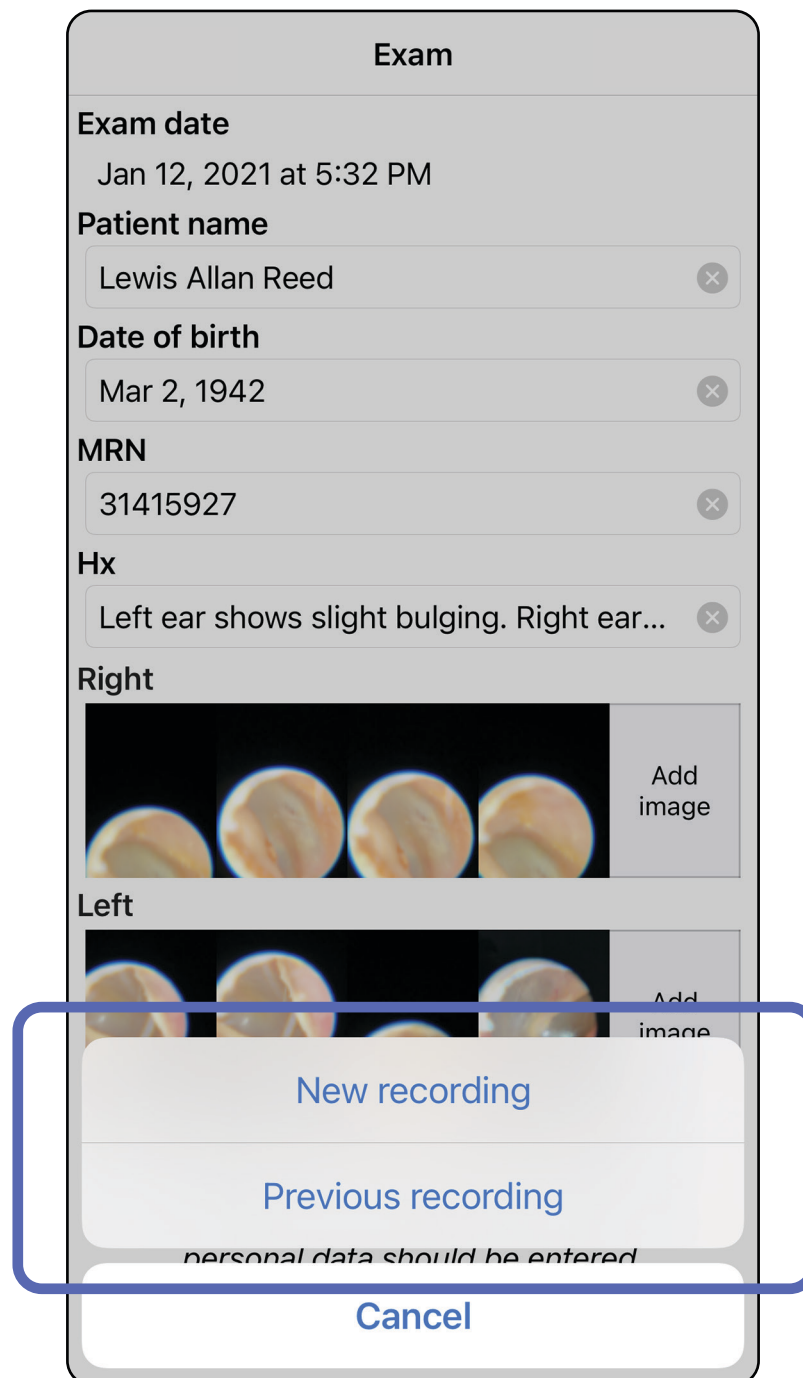 Exam
Exam date
Jan 12, 2021 at 5:32 PM
Patient name
Lewis Allan Reed
Date of birth
Mar 2, 1942
MRN
31415927
Hx
Left ear shows slight bulging. Right ear...
Right
Add
image
Left
Add
image
New recording
Previous recording
personal data should be entered
Cancel